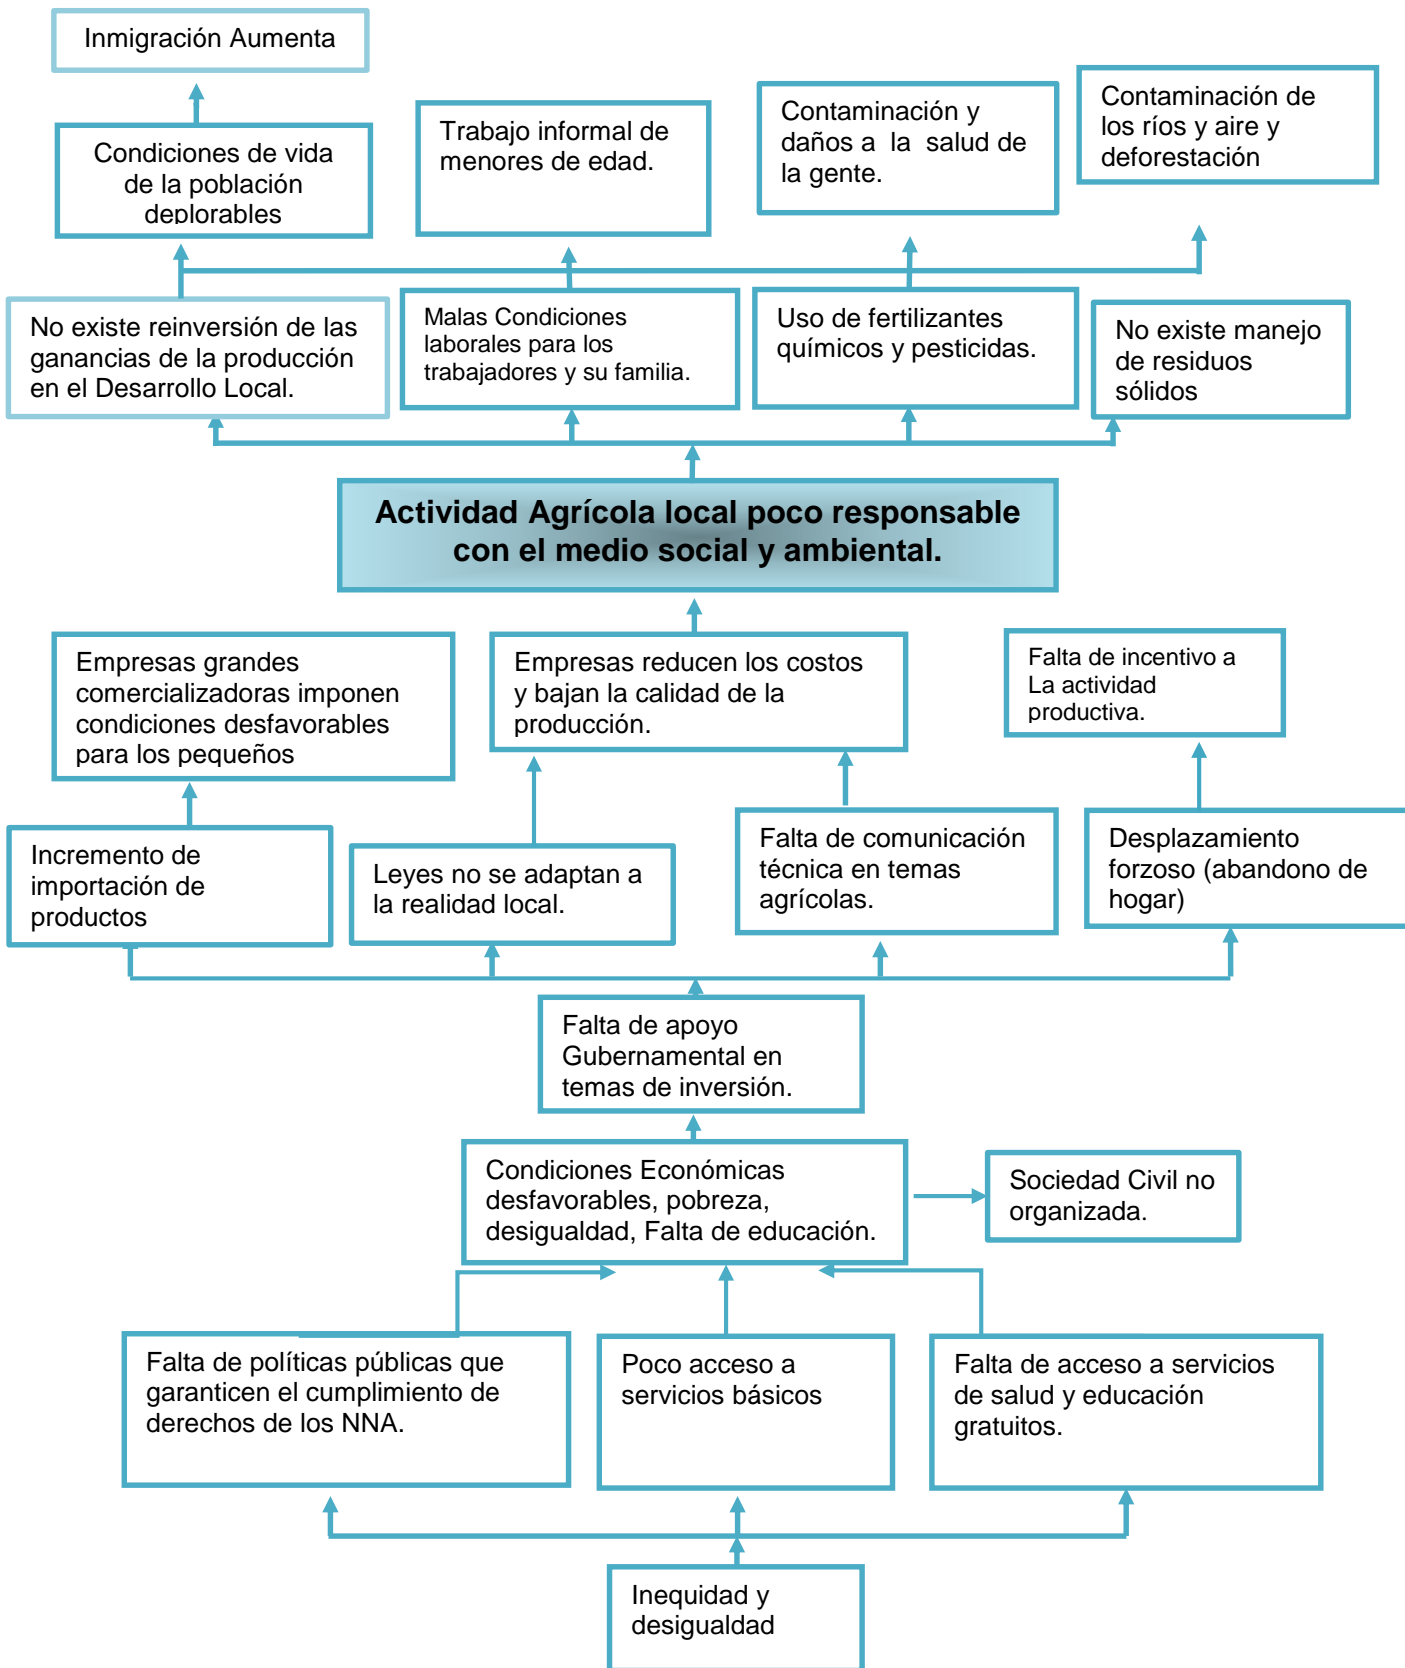 Inmigración Aumenta
Condiciones de vida
de la población
deplorables
Trabajo informal de
menores de edad.
Contaminación y
daños a la salud de
la gente.
Contaminación de
los ríos y aire y
deforestación
No existe reinversión de las
ganancias de la producción
en el Desarrollo Local.
Malas Condiciones
laborales para los
trabajadores y su familia.
Uso de fertilizantes
químicos y pesticidas.
No existe manejo
de residuos
sólidos
Actividad Agrícola local poco responsable
con el medio social y ambiental.
Empresas grandes
comercializadoras imponen
condiciones desfavorables
para los pequeños
Empresas reducen los costos
y bajan la calidad de la
producción.
Falta de incentivo a
La actividad
productiva.
Incremento de
importación de
productos
Leyes no se adaptan a
la realidad local.
Falta de comunicación
técnica en temas
agrícolas.
Desplazamiento
forzoso (abandono de
hogar)
Falta de apoyo
Gubernamental en
temas de inversión.
Condiciones Económicas
desfavorables, pobreza,
desigualdad, Falta de educación.
Sociedad Civil no
organizada.
Falta de políticas públicas que
garanticen el cumplimiento de
derechos de los NNA.
Poco acceso a
servicios básicos
Falta de acceso a servicios
de salud y educación
gratuitos.
Inequidad y
desigualdad